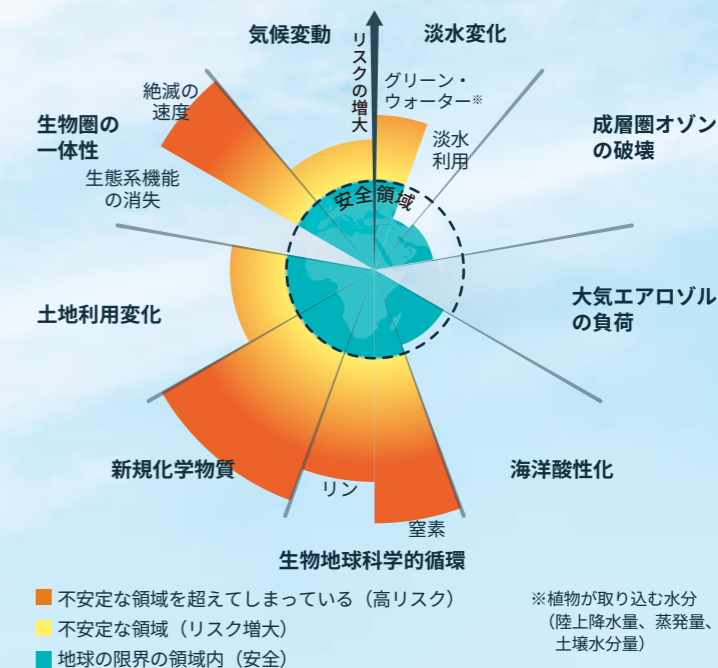 気候変動
淡水変化
リスクの増大
グリーン・
ウォーター※
絶滅の
速度
淡水
利用
生物圏の
一体性
成層圏オゾン
の破壊
生態系機能
の消失
安全領域
土地利用変化
大気エアロゾル
の負荷
新規化学物質
海洋酸性化
リン
窒素
生物地球科学的循環
不安定な領域を超えてしまっている（高リスク）
不安定な領域（リスク増大）
地球の限界の領域内（安全）
※植物が取り込む水分
（陸上降水量、蒸発量、
土壌水分量）